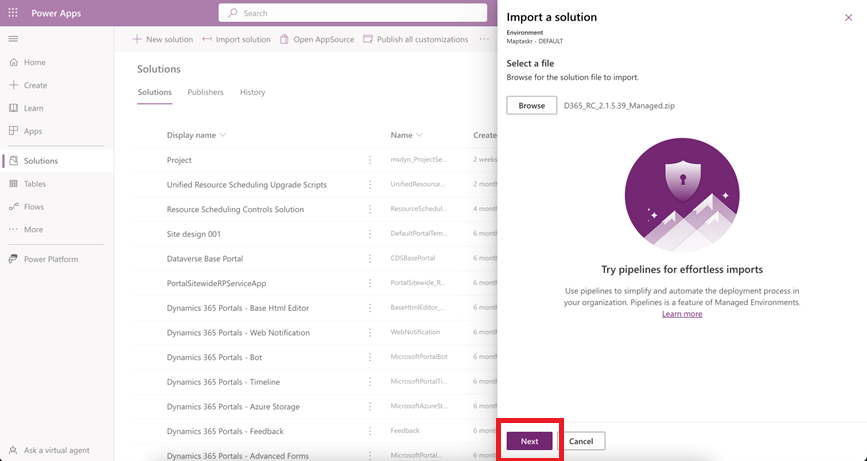 Power Apps
Search
New solution
Import solution
Open AppSource
Publish all customizations
...
Home
Create
Learn
Apps
Solutions
Tables
Flows
More
Power Platform
Ask a virtual agent
Solutions
Solutions
Publishers
History
Display name
Name
Created
Project
msdyn_ProjectSe...
2 weeks
Unified Resource Scheduling Upgrade Scripts
UnifiedResource...
2 month
Resource Scheduling Controls Solution
ResourceSchedul...
4 month
Site design 001
DefaultPortalTem...
6 month
Dataverse Base Portal
CDSBasePortal
6 month
PortalSitewideRPServiceApp
PortalSitewide_R...
6 month
Dynamics 365 Portals - Base Html Editor
BaseHtmlEditor_...
6 month
Dynamics 365 Portals - Web Notification
WebNotification
6 month
Dynamics 365 Portals - Bot
MicrosoftPortalBot
6 month
Dynamics 365 Portals - Timeline
MicrosoftPortalTi...
6 month
Dynamics 365 Portals - Azure Storage
MicrosoftAzureSt...
6 month
Dynamics 365 Portals - Feedback
Feedback
6 month
Dynamics 365 Portals - Advanced Forms
MicrosoftPortal...
6 month
Import a solution
Environment
Maptaskr - DEFAULT
Select a file
Browse for the solution file to import.
Browse
D365_RC_2.1.5.39_Managed.zip
Try pipelines for effortless imports
Use pipelines to simplify and automate the deployment process in
your organization. Pipelines is a feature of Managed Environments.
Learn more
Next
Cancel